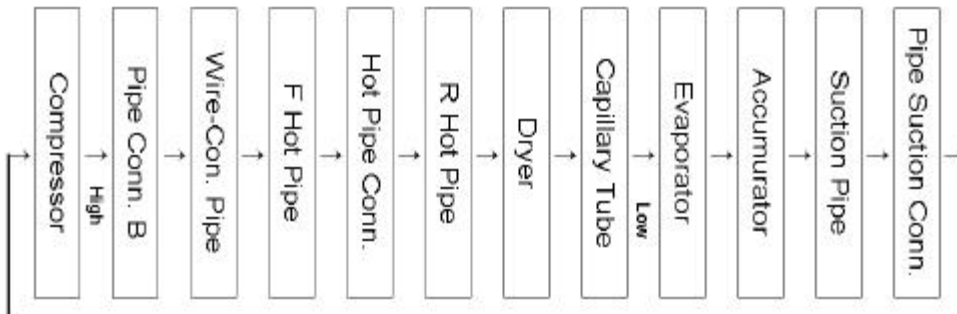 Compressor
High
Pipe Conn. B
Wire-Con. Pipe
F Hot Pipe
Hot Pipe Conn.
R Hot Pipe
Dryer
Capillary Tube
Low
Evaporator
Accumurator
Suction Pipe
Pipe Suction Conn.